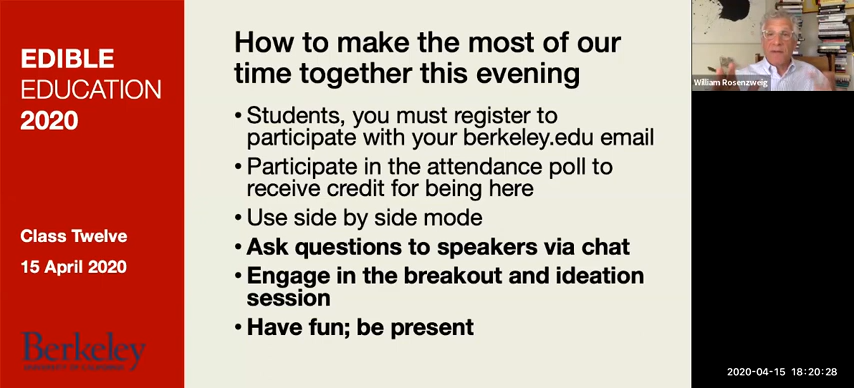 EDIBLE
EDUCATION
2020
Class Twelve
15 April 2020
Berkeley
UNIVERSITY OF CALIFORNIA
How to make the most of our
time together this evening
• Students, you must register to
participate with your berkeley.edu email
• Participate in the attendance poll to
receive credit for being here
• Use side by side mode
• Ask questions to speakers via chat
• Engage in the breakout and ideation
session
• Have fun; be present
William Rosenzweig
2020-04-15 18:20:28